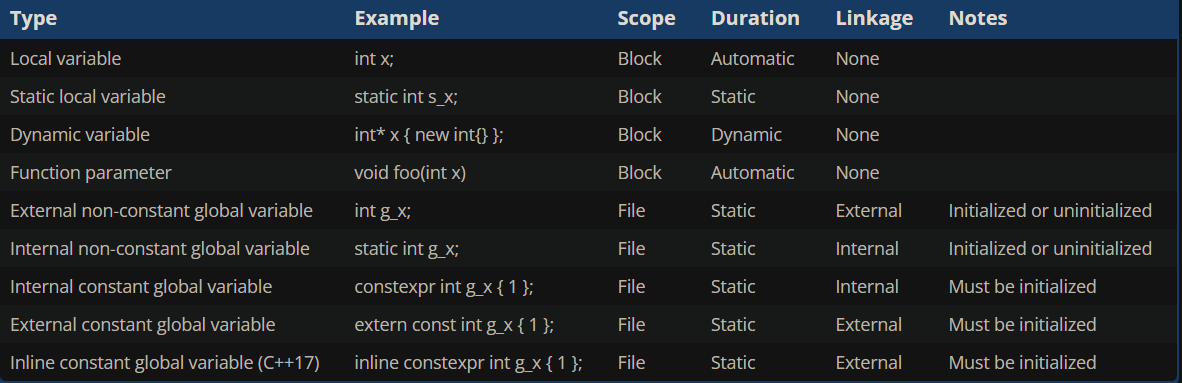 Type Example Scope Duration Linkage Notes
Local variable int x; Block Automatic None
Static local variable static int s_x; Block Static None
Dynamic variable int* x { new int{} }; Block Dynamic None
Function parameter void foo(int x) Block Automatic None
External non-constant global variable int g_x; File Static External Initialized or uninitialized
Internal non-constant global variable static int g_x; File Static Internal Initialized or uninitialized
Internal constant global variable constexpr int g_x { 1 }; File Static Internal Must be initialized
External constant global variable extern const int g_x { 1 }; File Static External Must be initialized
Inline constant global variable (C++17) inline constexpr int g_x { 1 }; File Static External Must be initialized